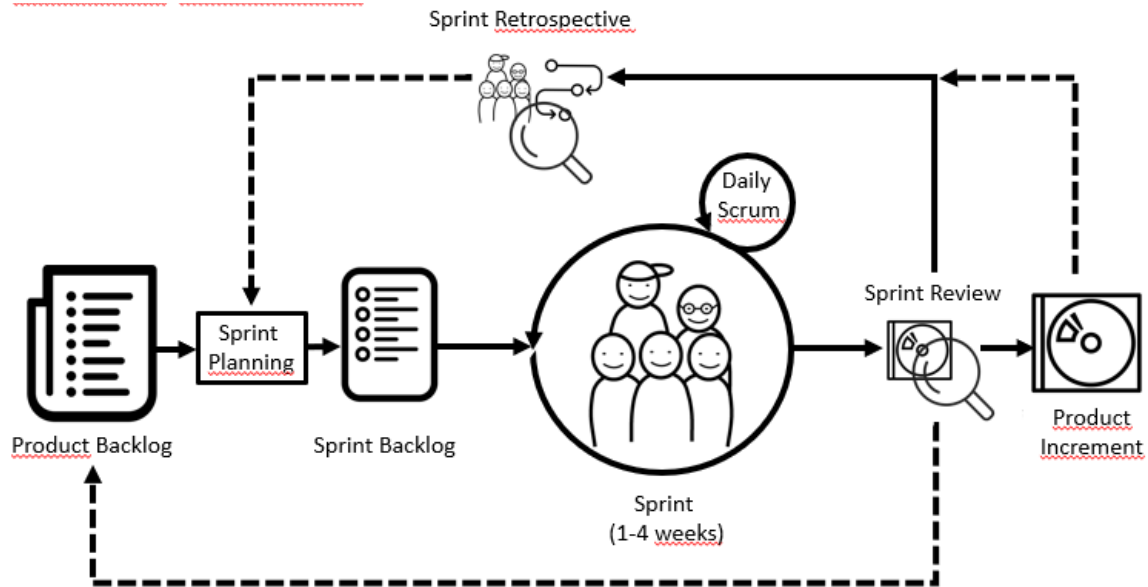 Sprint Retrospective
Daily
Scrum
Sprint Review
Sprint
Planning
Product Backlog
Sprint Backlog
Product
Increment
Sprint
(1-4 weeks)